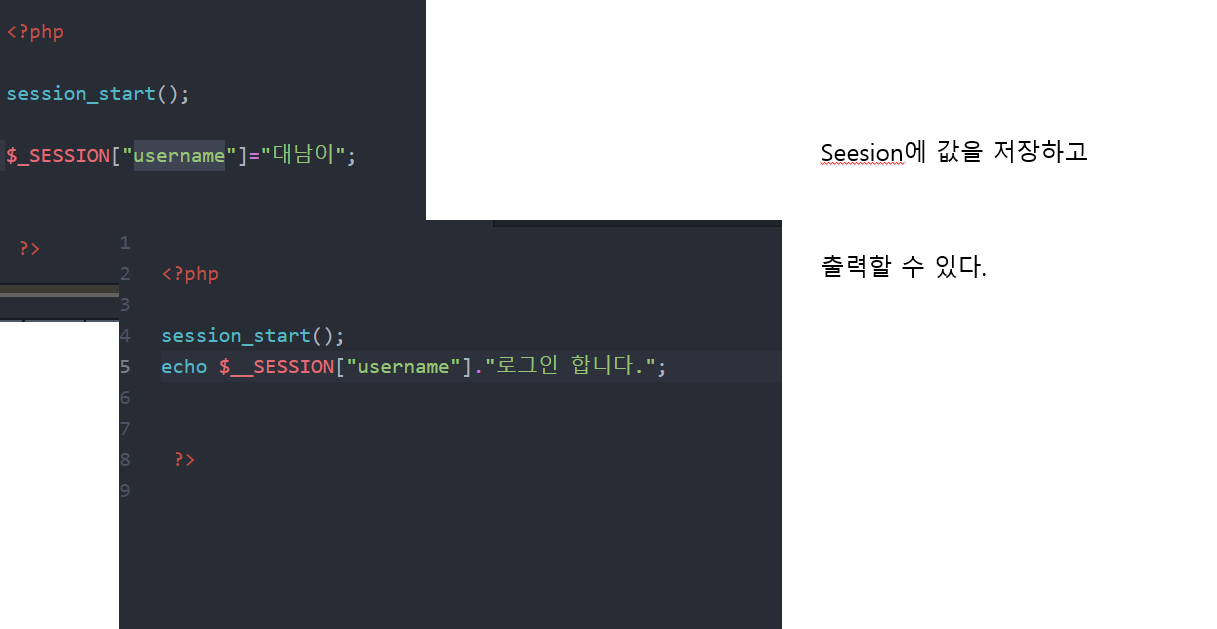 <?php
session_start();
$_SESSION["username"]="대남이";
?>
Seesion에 값을 저장하고
출력할 수 있다.
1
2 <?php
3
4 session_start();
5 echo $__SESSION["username"]."로그인 합니다.";
6
7
8 ?>
9